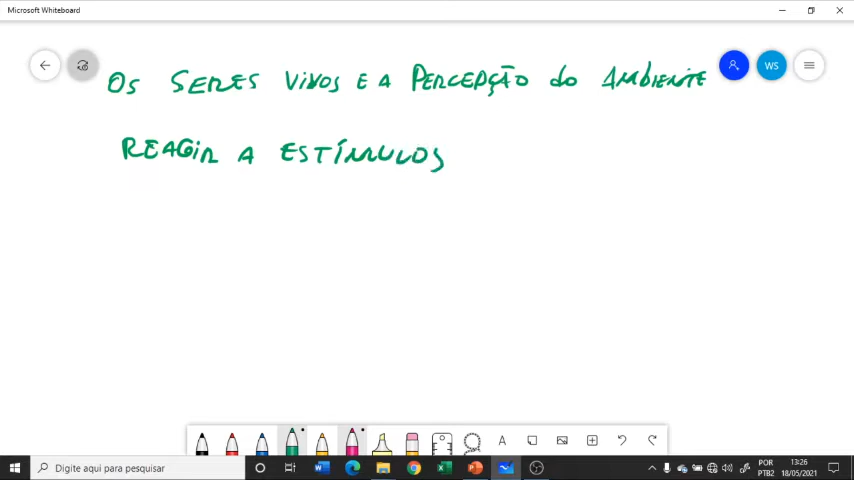 Microsoft Whiteboard
OS SERES VIVOS E A PERCEPÇÃO do AMBIENTE
WS
REAGIR A ESTÍMULOS
A
Digite aqui para pesquisar
POR
PTB2
13:26
18/05/2021